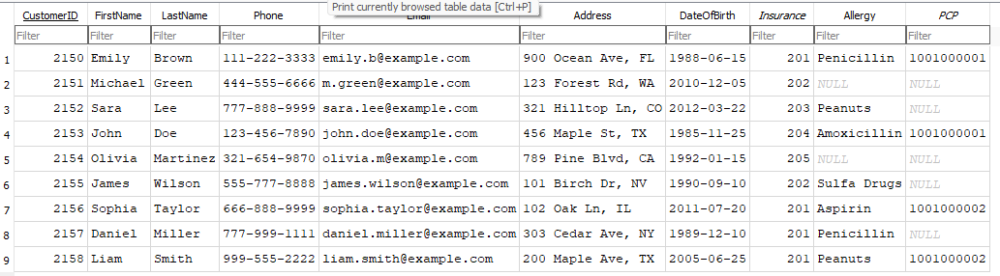 CustomerID FirstName LastName Phone Email Address DateOfBirth Insurance Allergy PCP
Print currently browsed table data [Ctrl+P]
Filter Filter Filter Filter Filter Filter Filter Filter Filter Filter
1 2150 Emily Brown 111-222-3333 emily.b@example.com 900 Ocean Ave, FL 1988-06-15 201 Penicillin 1001000001
2 2151 Michael Green 444-555-6666 m.green@example.com 123 Forest Rd, WA 2010-12-05 202 NULL NULL
3 2152 Sara Lee 777-888-9999 sara.lee@example.com 321 Hilltop Ln, CO 2012-03-22 203 Peanuts NULL
4 2153 John Doe 123-456-7890 john.doe@example.com 456 Maple St, TX 1985-11-25 204 Amoxicillin 1001000001
5 2154 Olivia Martinez 321-654-9870 olivia.m@example.com 789 Pine Blvd, CA 1992-01-15 205 NULL NULL
6 2155 James Wilson 555-777-8888 james.wilson@example.com 101 Birch Dr, NV 1990-09-10 202 Sulfa Drugs NULL
7 2156 Sophia Taylor 666-888-9999 sophia.taylor@example.com 102 Oak Ln, IL 2011-07-20 201 Aspirin 1001000002
8 2157 Daniel Miller 777-999-1111 daniel.miller@example.com 303 Cedar Ave, NY 1989-12-10 201 Penicillin NULL
9 2158 Liam Smith 999-555-2222 liam.smith@example.com 200 Maple Ave, TX 2005-06-25 201 Peanuts 1001000002